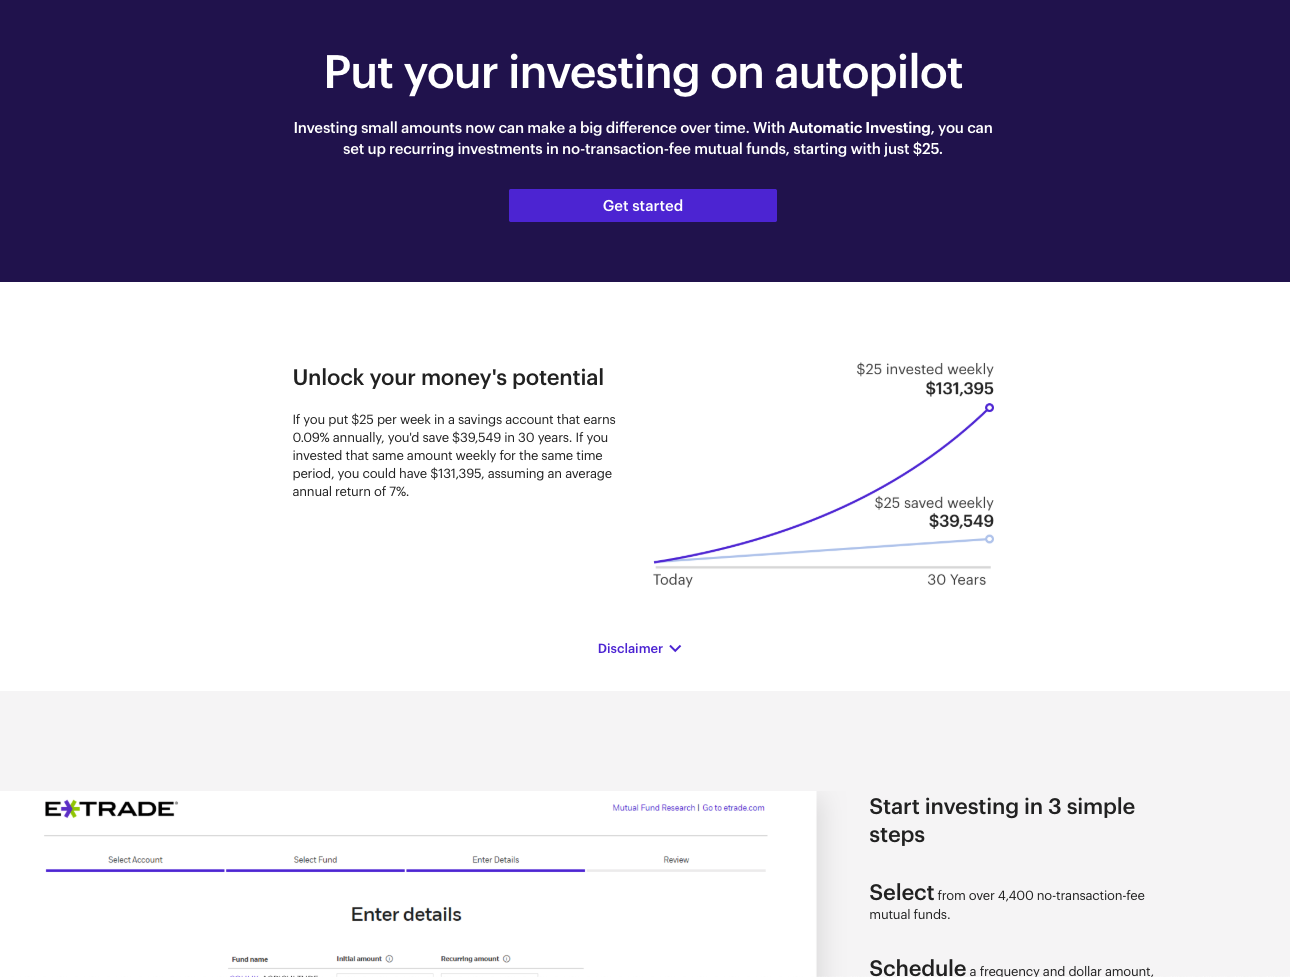 Put your investing on autopilot
Investing small amounts now can make a big difference over time. With Automatic Investing, you can
set up recurring investments in no-transaction-fee mutual funds, starting with just $25.
Get started
Unlock your money's potential
If you put $25 per week in a savings account that earns
0.09% annually, you'd save $39,549 in 30 years. If you
invested that same amount weekly for the same time
period, you could have $131,395, assuming an average
annual return of 7%.
$25 invested weekly
$131,395
$25 saved weekly
$39,549
Today
30 Years
Disclaimer
E*TRADE
Mutual Fund Research | Go to etrade.com
Select Account
Select Fund
Enter Details
Review
Enter details
Fund name
Initial amount
Recurring amount
Start investing in 3 simple
steps
Select from over 4,400 no-transaction-fee
mutual funds.
Schedule a frequency and dollar amount,